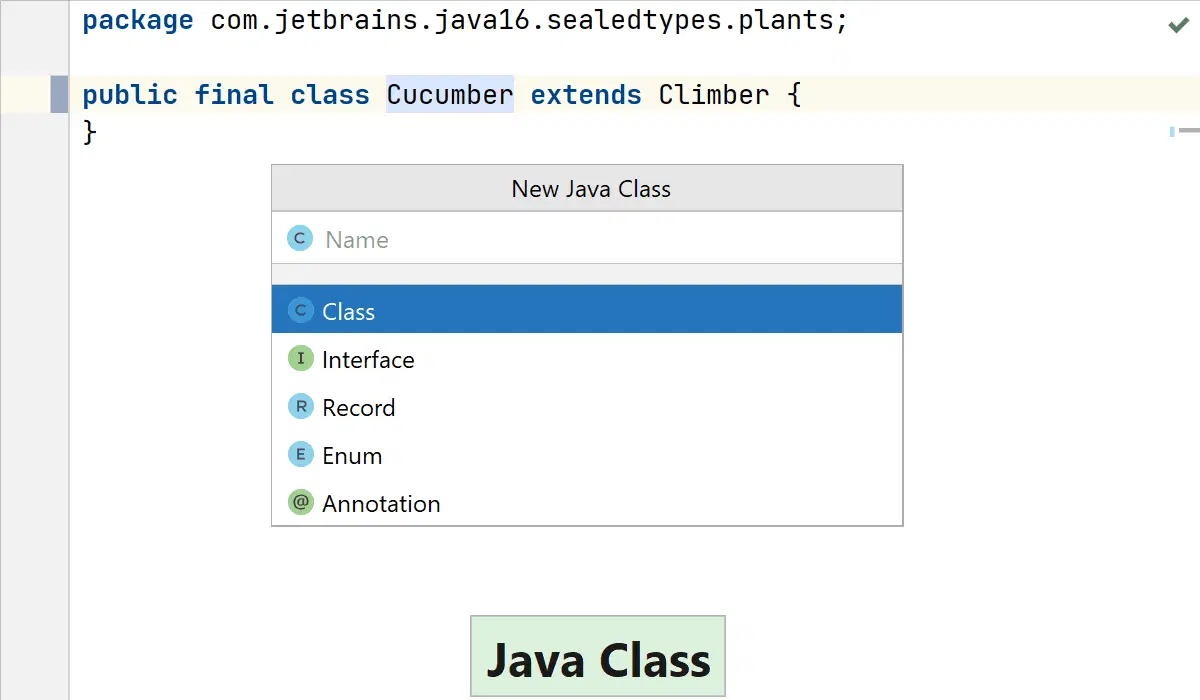 package com.jetbrains.java16.sealedtypes.plants;
public final class Cucumber extends Climber {
}
New Java Class
C Name
C Class
I Interface
R Record
E Enum
@ Annotation
Java Class